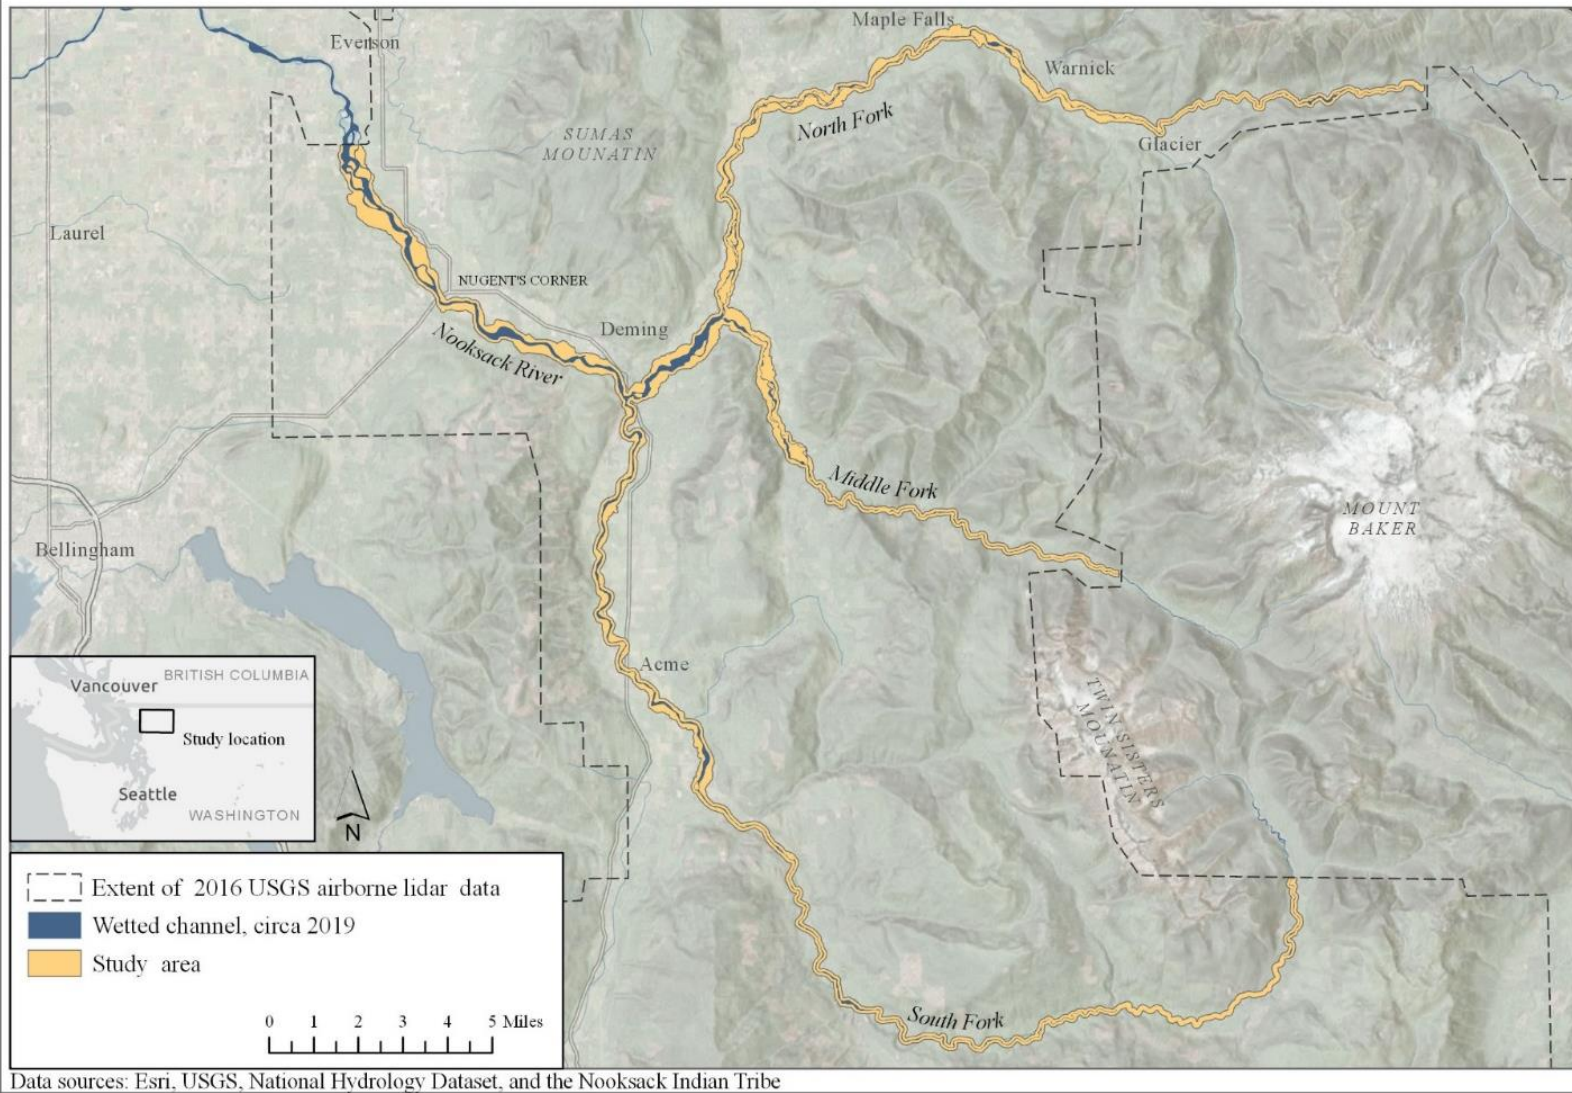 Maple Falls
Everson
Warnick
North Fork
SUMAS
MOUNATIN
Glacier
Laurel
NUGENT'S CORNER
Deming
Nooksack River
Middle Fork
MOUNT
BAKER
Bellingham
Acme
TWIN SISTERS
MOUNATIN
BRITISH COLUMBIA
Vancouver
Study location
Seattle
WASHINGTON
N
Extent of 2016 USGS airborne lidar data
Wetted channel, circa 2019
Study area
0 1 2 3 4 5 Miles
South Fork
Data sources: Esri, USGS, National Hydrology Dataset, and the Nooksack Indian Tribe